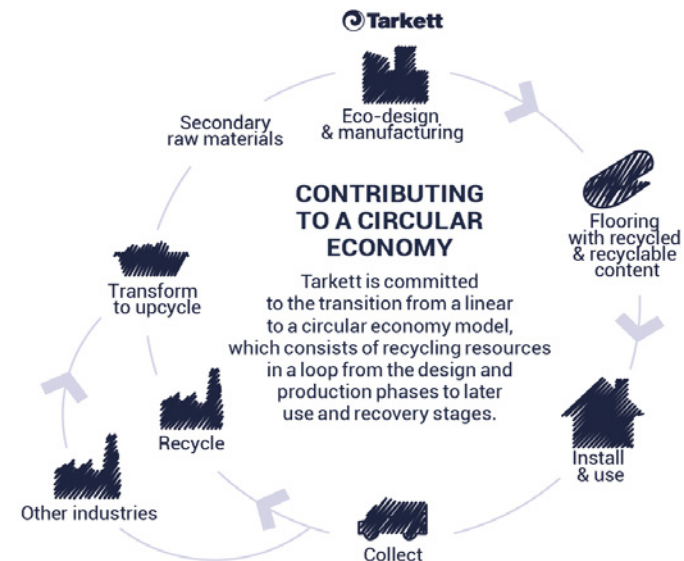 Tarkett
Eco-design
& manufacturing
Secondary
raw materials
Flooring
with recycled
& recyclable
content
CONTRIBUTING
TO A CIRCULAR
ECONOMY
Tarkett is committed
to the transition from a linear
to a circular economy model,
which consists of recycling resources
in a loop from the design and
production phases to later
use and recovery stages.
Transform
to upcycle
Recycle
Install
& use
Other industries
Collect